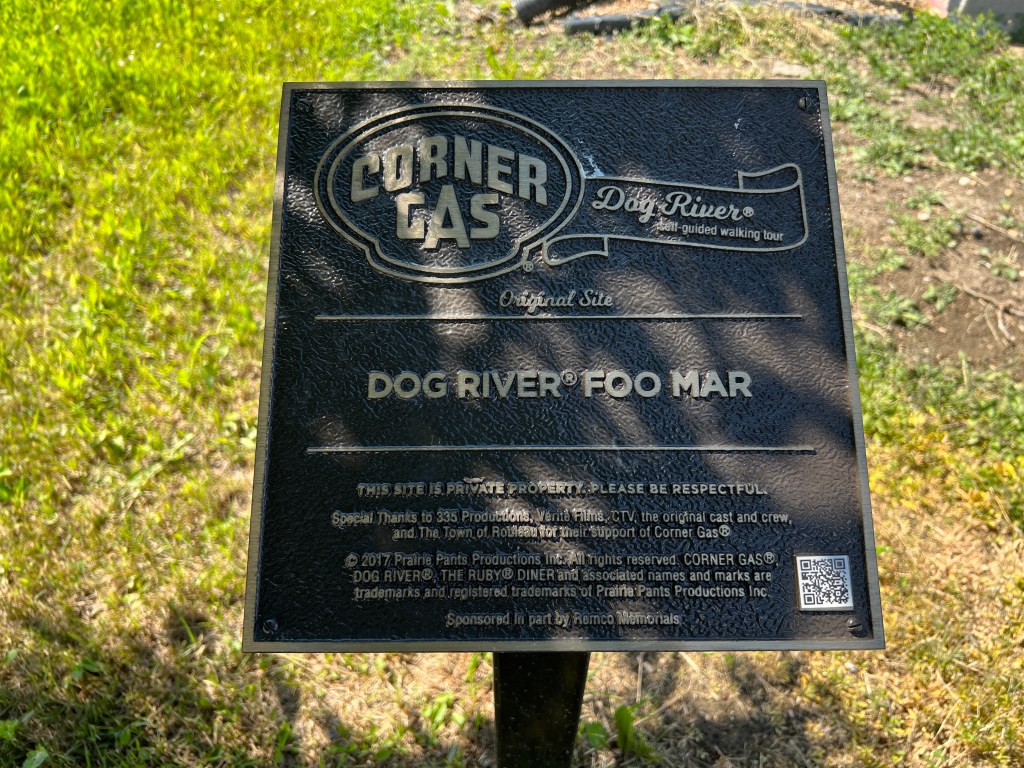 CORNER
GAS®
Dog River®
self-guided walking tour
Original Site
DOG RIVER® FOO MAR
THIS SITE IS PRIVATE PROPERTY. PLEASE BE RESPECTFUL.
Special Thanks to 335 Productions, Verite Films, CTV, the original cast and crew,
and The Town of Rouleau for their support of Corner Gas®
© 2017 Prairie Pants Productions Inc. All rights reserved. CORNER GAS®,
DOG RIVER®, THE RUBY® DINER and associated names and marks are
trademarks and registered trademarks of Prairie Pants Productions Inc.
Sponsored in part by Remco Memorials